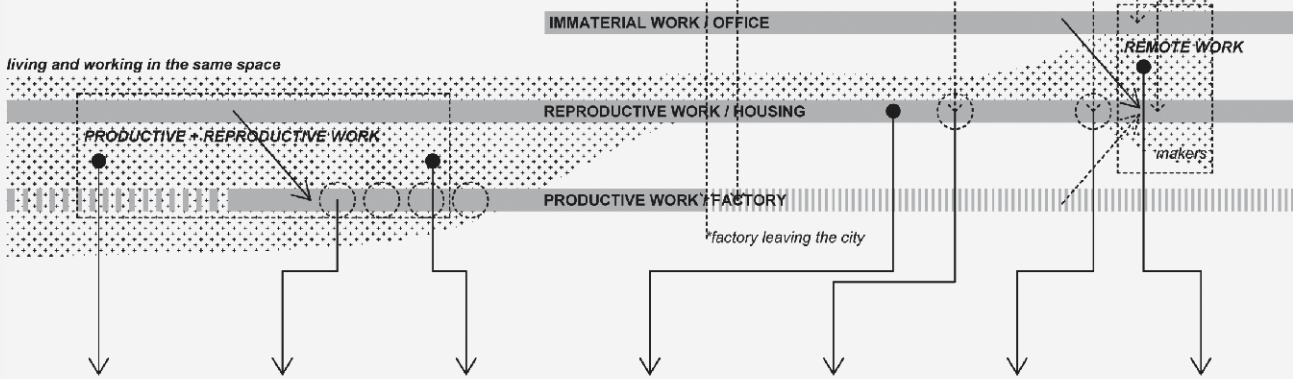 IMMATERIAL WORK / OFFICE
REMOTE WORK
living and working in the same space
REPRODUCTIVE WORK / HOUSING
PRODUCTIVE + REPRODUCTIVE WORK
makers
PRODUCTIVE WORK / FACTORY
*factory leaving the city